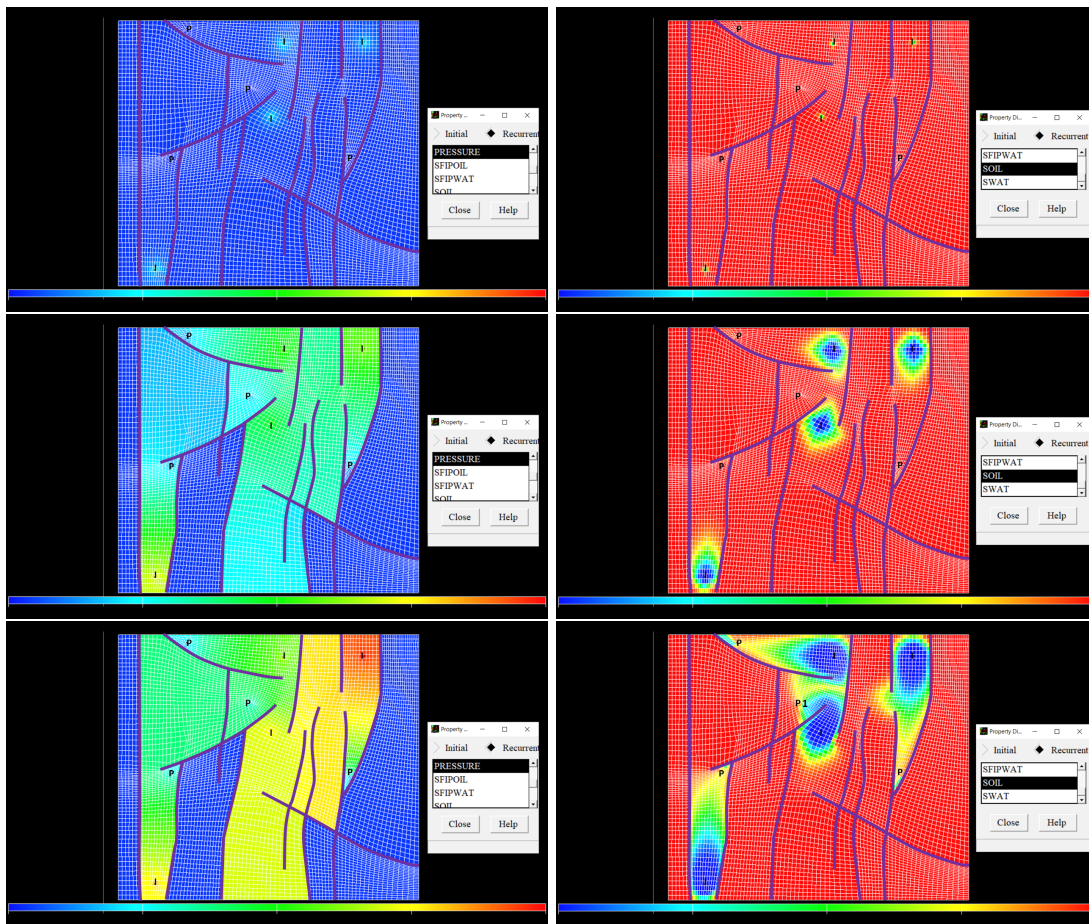 P
I
I
P
I
P
P
I
Property ...
Initial
Recurrent
PRESSURE
SFIPOIL
SFIPWAT
SOIL
Close
Help
P
I
I
P
I
P
P
I
Property Di...
Initial
Recurrent
SFIPWAT
SOIL
SWAT
Close
Help
P
I
I
P
I
P
P
I
Property ...
Initial
Recurrent
PRESSURE
SFIPOIL
SFIPWAT
SOIL
Close
Help
P
P
P
P
Property Di...
Initial
Recurrent
SFIPWAT
SOIL
SWAT
Close
Help
P
I
I
P
I
P
P
I
Property ...
Initial
Recurrent
PRESSURE
SFIPOIL
SFIPWAT
SOIL
Close
Help
P
P1
P
P
Property Di...
Initial
Recurrent
SFIPWAT
SOIL
SWAT
Close
Help